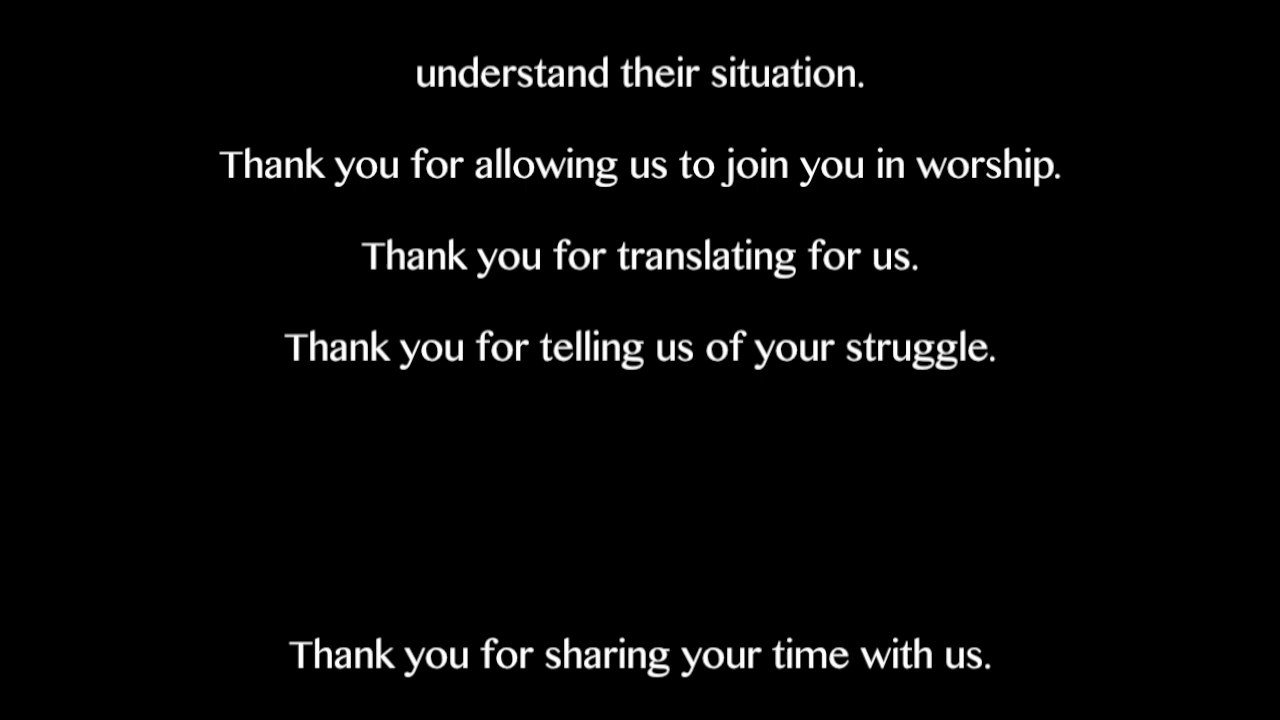 understand their situation.
Thank you for allowing us to join you in worship.
Thank you for translating for us.
Thank you for telling us of your struggle.
Thank you for sharing your time with us.